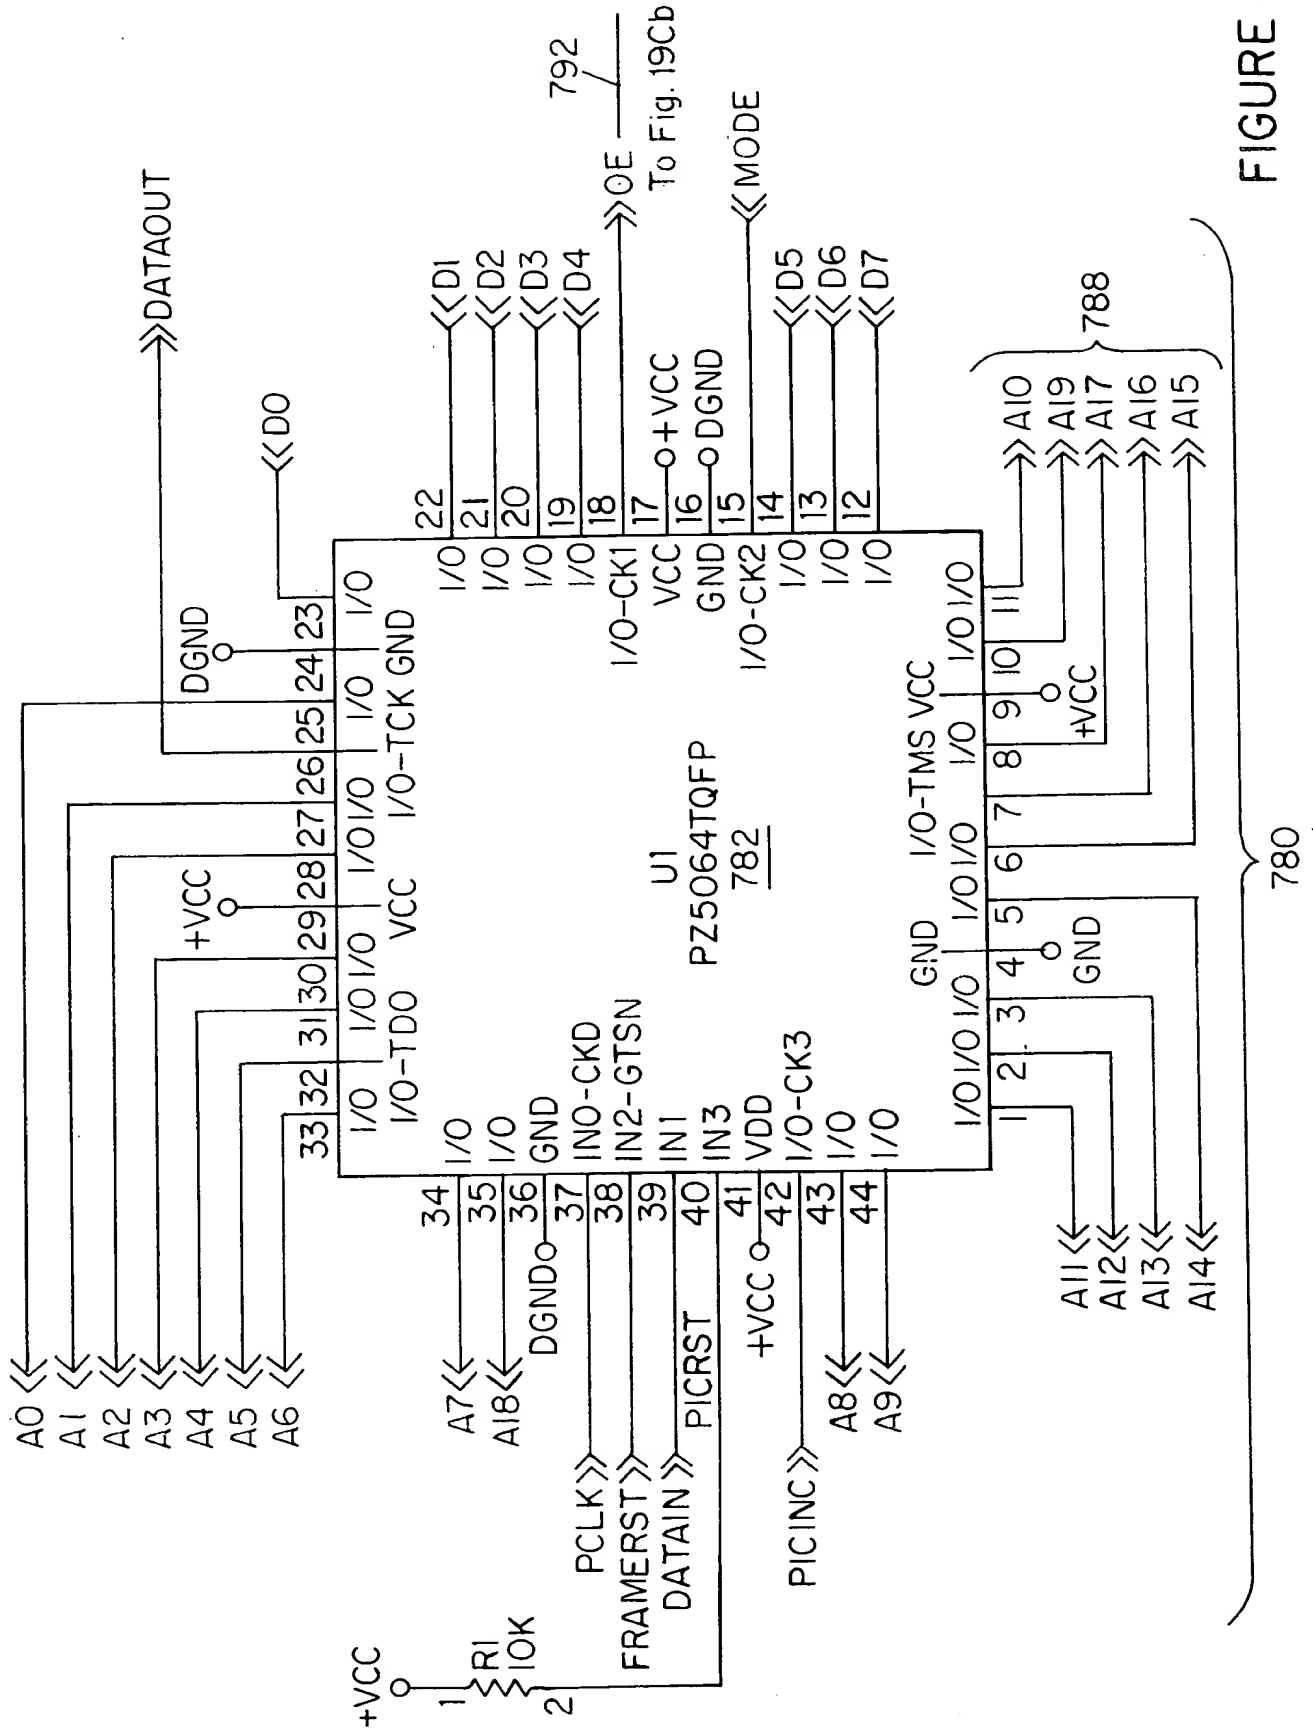 A0
A1
A2
A3
A4
A5
A6
DATAOUT
D0
DGND
+VCC
33 32 31 30 29 28 27 26 25 24 23
I/O I/O I/O VCC I/O I/O I/O I/O
I/O-TDO I/O-TCK GND
+VCC
R1
10K
1
2
A7
A18
DGND
PCLK
FRAMERST
DATAIN
PICRST
+VCC
PICINC
A8
A9
34 I/O
35 I/O
36 GND
37 IN0-CKD
38 IN2-GTSN
39 IN1
40 IN3
41 VDD
42 I/O-CK3
43 I/O
44 I/O
U1
PZ5064TQFP
782
I/O 22 D1
I/O 21 D2
I/O 20 D3
I/O 19 D4
I/O-CK1 18 OE
792
To Fig. 19Cb
VCC 17 +VCC
GND 16 DGND
I/O-CK2 15 MODE
I/O 14 D5
I/O 13 D6
I/O 12 D7
GND I/O-TMS VCC
I/O I/O I/O I/O I/O I/O I/O I/O
1 2 3 4 5 6 7 8 9 10 11
GND
+VCC
A11
A12
A13
A14
A10
A19
A17
A16
A15
788
780
FIGURE